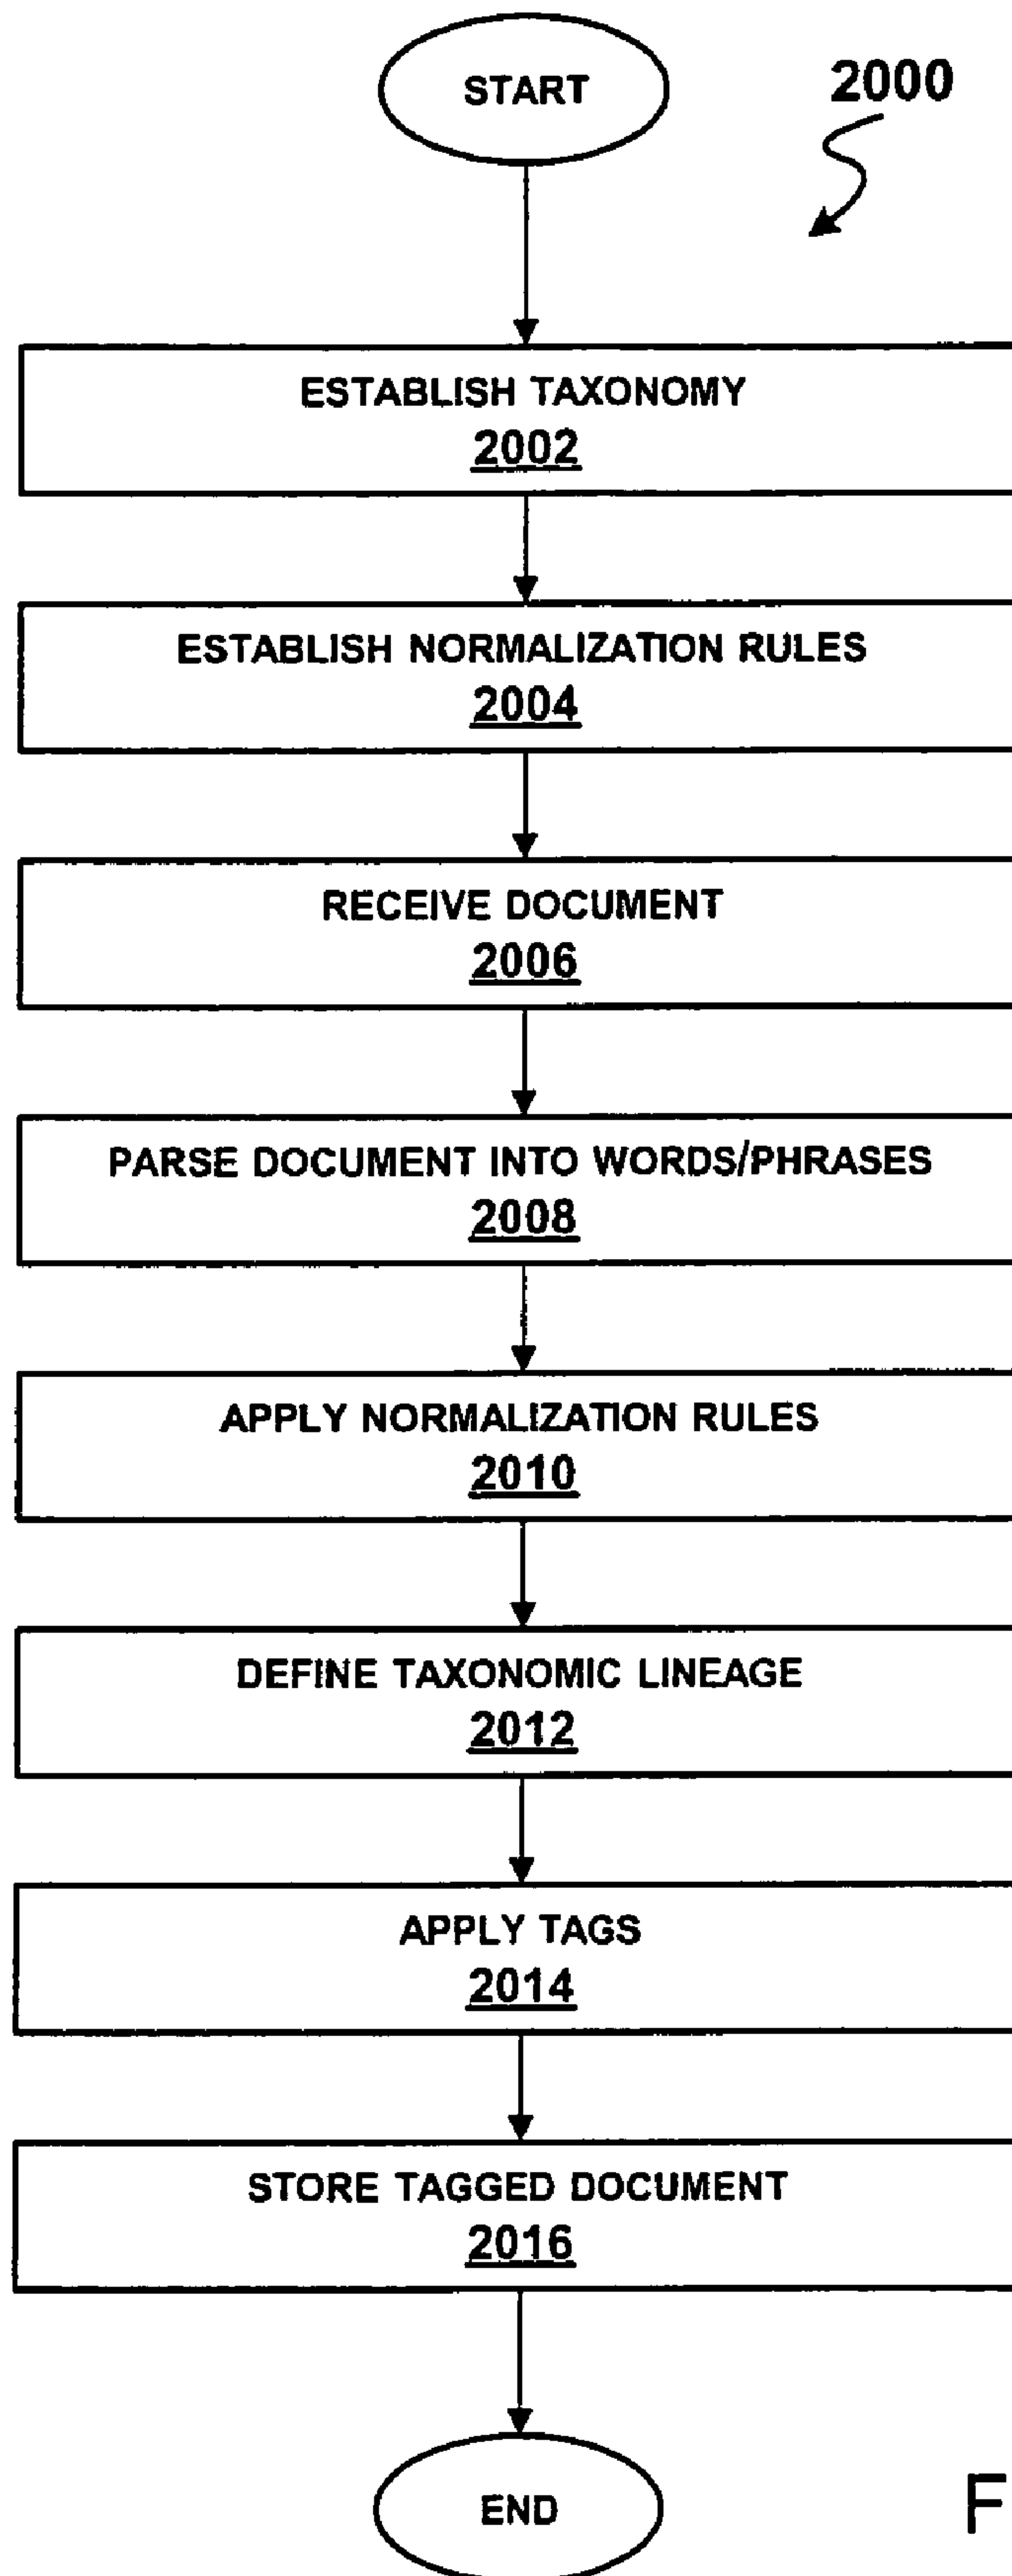 START
2000
ESTABLISH TAXONOMY
2002
ESTABLISH NORMALIZATION RULES
2004
RECEIVE DOCUMENT
2006
PARSE DOCUMENT INTO WORDS/PHRASES
2008
APPLY NORMALIZATION RULES
2010
DEFINE TAXONOMIC LINEAGE
2012
APPLY TAGS
2014
STORE TAGGED DOCUMENT
2016
END
F